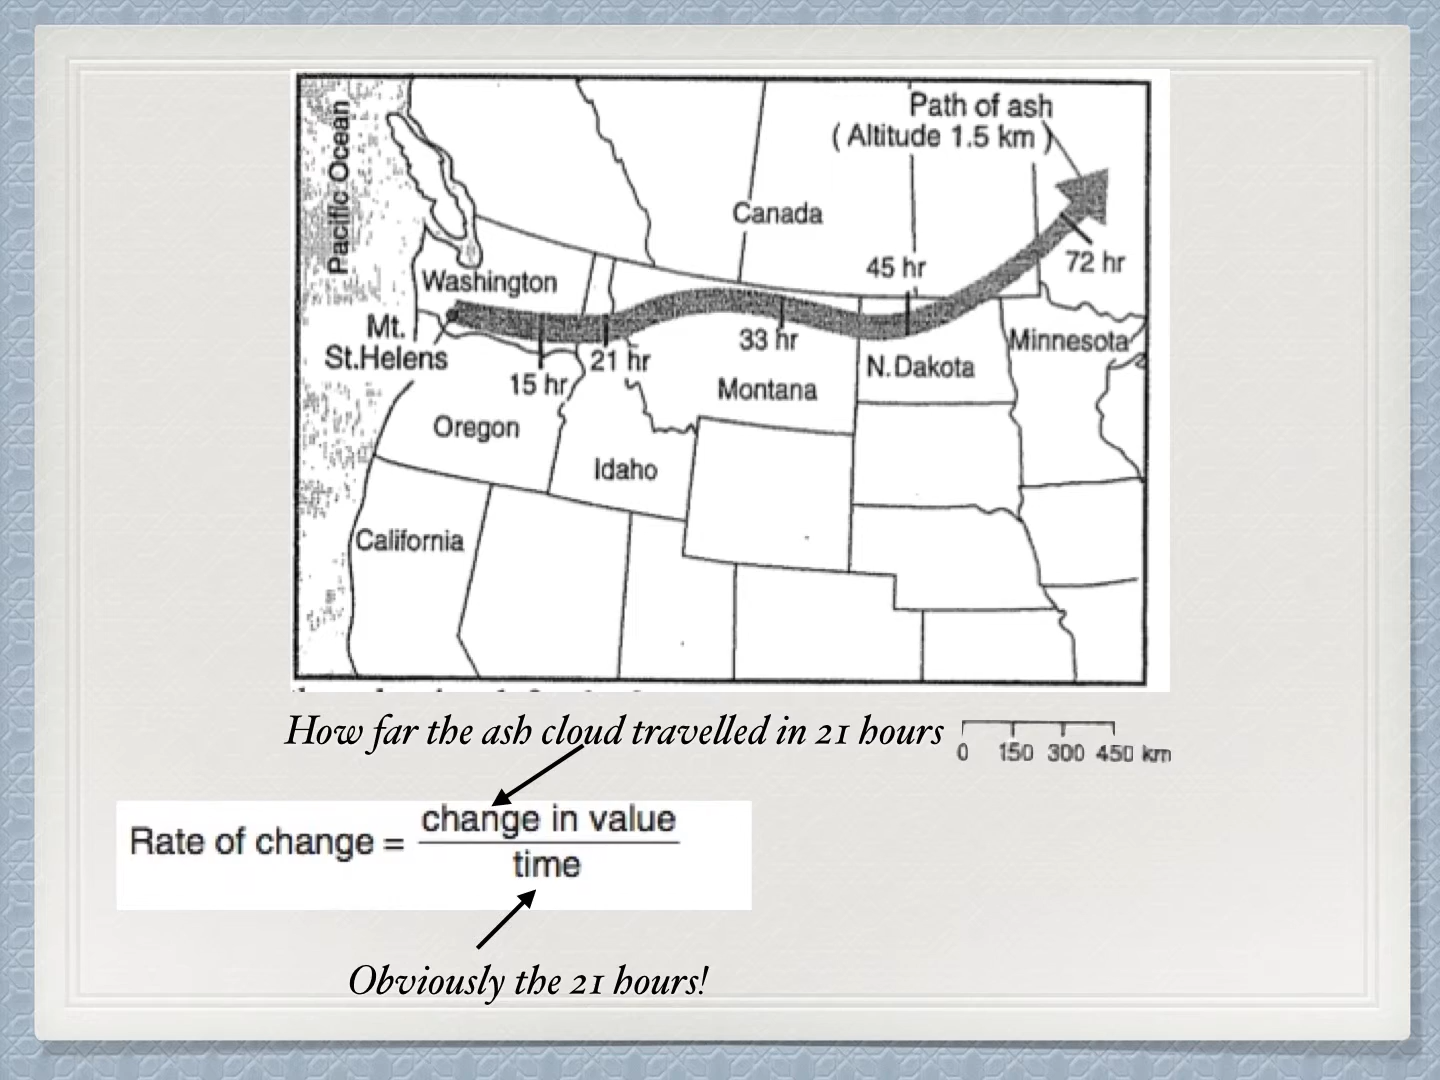 Path of ash
( Altitude 1.5 km )
Pacific Ocean
Canada
45 hr
72 hr
Washington
Mt.
St.Helens
15 hr
21 hr
33 hr
Minnesota
N.Dakota
Montana
Oregon
Idaho
California
How far the ash cloud travelled in 21 hours
0 150 300 450 km
Rate of change = change in value
time
Obviously the 21 hours!